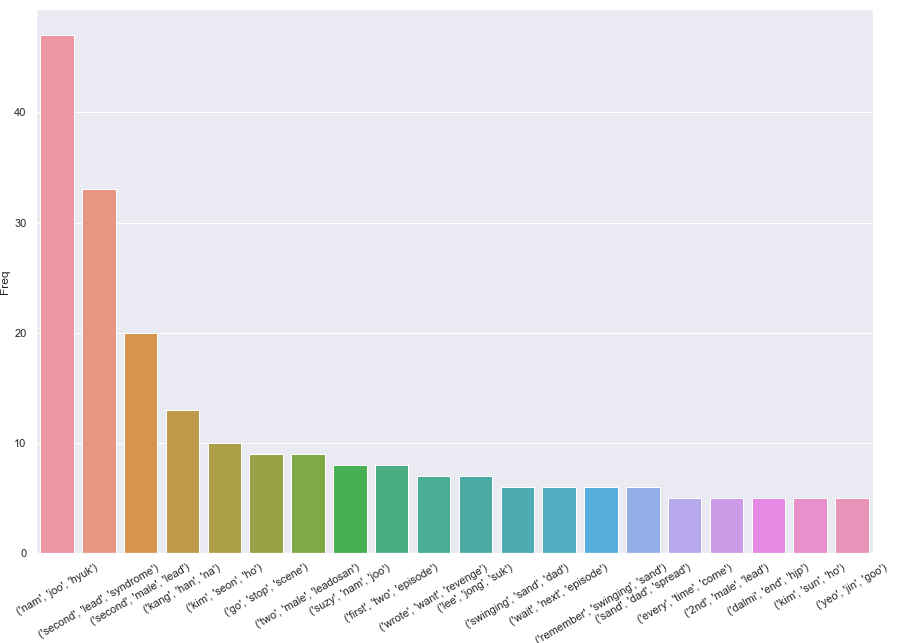 Freq
40
30
20
10
0
('nam', 'joo', 'hyuk')
('second', 'lead', 'syndrome')
('second', 'male', 'lead')
('kang', 'han', 'na')
('kim', 'seon', 'ho')
('go', 'stop', 'scene')
('two', 'male', 'leadosan')
('suzy', 'nam', 'joo')
('first', 'two', 'episode')
('wrote', 'want', 'revenge')
('lee', 'jong', 'suk')
('swinging', 'sand', 'dad')
('wait', 'next', 'episode')
('remember', 'swinging', 'sand')
('sand', 'dad', 'spread')
('every', 'time', 'come')
('2nd', 'male', 'lead')
('dalmi', 'end', 'hjp')
('kim', 'sun', 'ho')
('yeo', 'jin', 'goo')